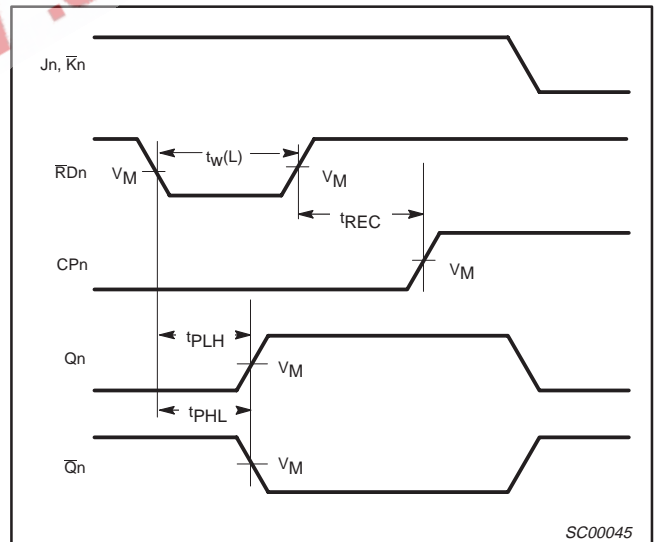 Jn, K̅n
R̅Dn
VM
tw(L)
VM
tREC
CPn
VM
tPLH
Qn
VM
tPHL
Q̅n
VM
SC00045